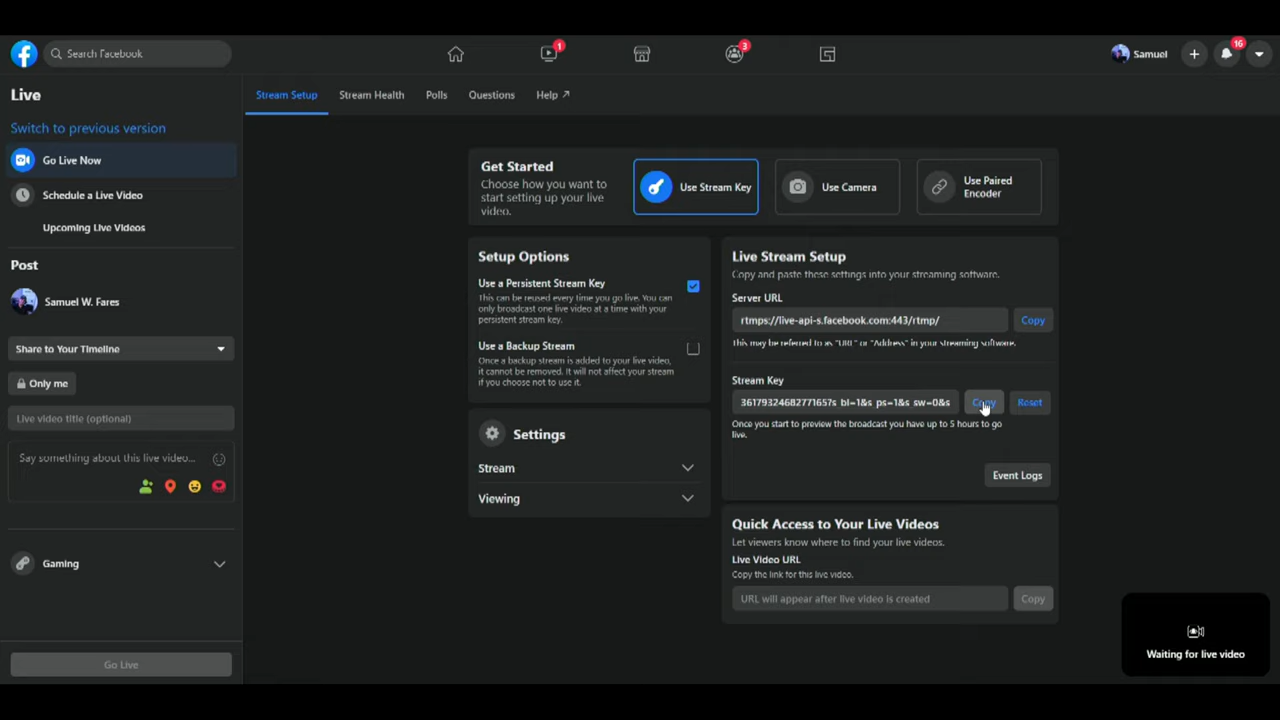 Search Facebook
1
3
Samuel
16
Live
Switch to previous version
Go Live Now
Schedule a Live Video
Upcoming Live Videos
Post
Samuel W. Fares
Share to Your Timeline
Only me
Live video title (optional)
Say something about this live video...
Gaming
Go Live
Stream Setup
Stream Health
Polls
Questions
Help
Get Started
Choose how you want
to start setting up your live
video.
Use Stream Key
Use Camera
Use Paired
Encoder
Setup Options
Use a Persistent Stream Key
This can be reused every time you go live. You can
only broadcast one live video at a time with your
persistent stream key.
Use a Backup Stream
Once a backup stream is added to your live video,
it cannot be removed. It will not affect your stream
if you choose not to use it.
Settings
Stream
Viewing
Live Stream Setup
Copy and paste these settings into your streaming software.
Server URL
rtmps://live-api-s.facebook.com:443/rtmp/
Copy
This may be referred to as "URL" or "Address" in your streaming software.
Stream Key
3617932468277165?s_bl=1&s_ps=1&s_sw=0&s
Copy
Reset
Once you start to preview the broadcast you have up to 5 hours to go
live.
Event Logs
Quick Access to Your Live Videos
Let viewers know where to find your live videos.
Live Video URL
Copy the link for this live video.
URL will appear after live video is created
Copy
Waiting for live video